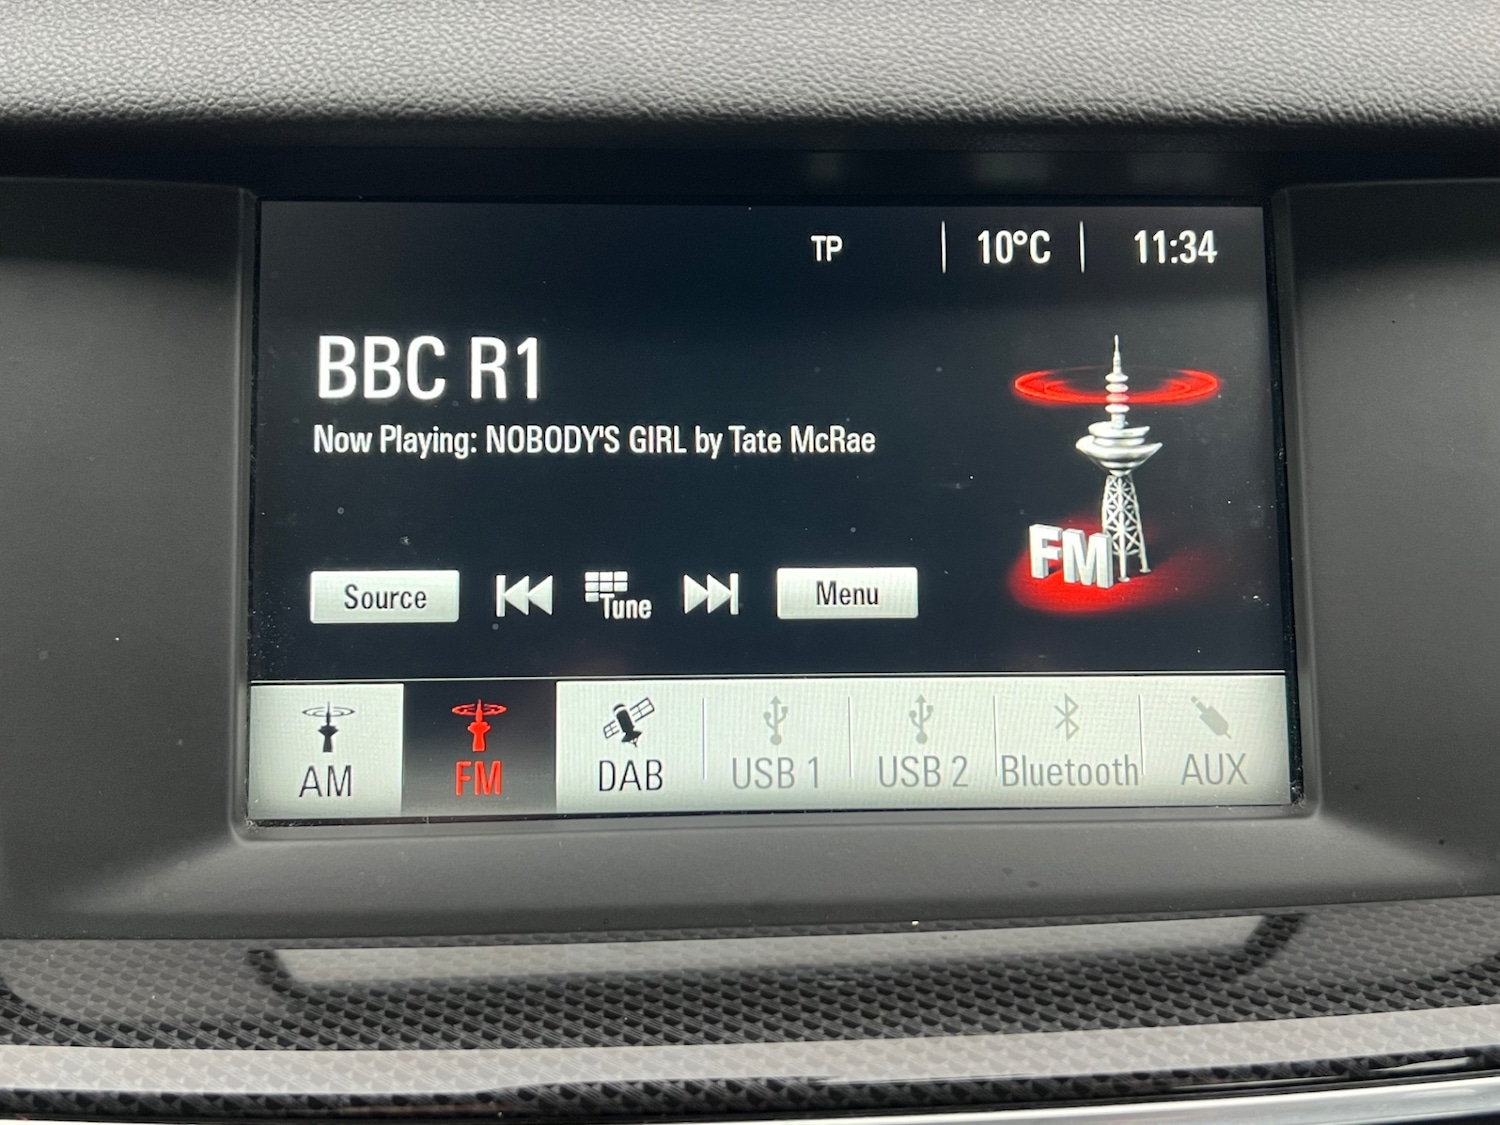 TP 10°C 11:34
BBC R1
Now Playing: NOBODY'S GIRL by Tate McRae
FM
Source Tune Menu
AM FM DAB USB 1 USB 2 Bluetooth AUX